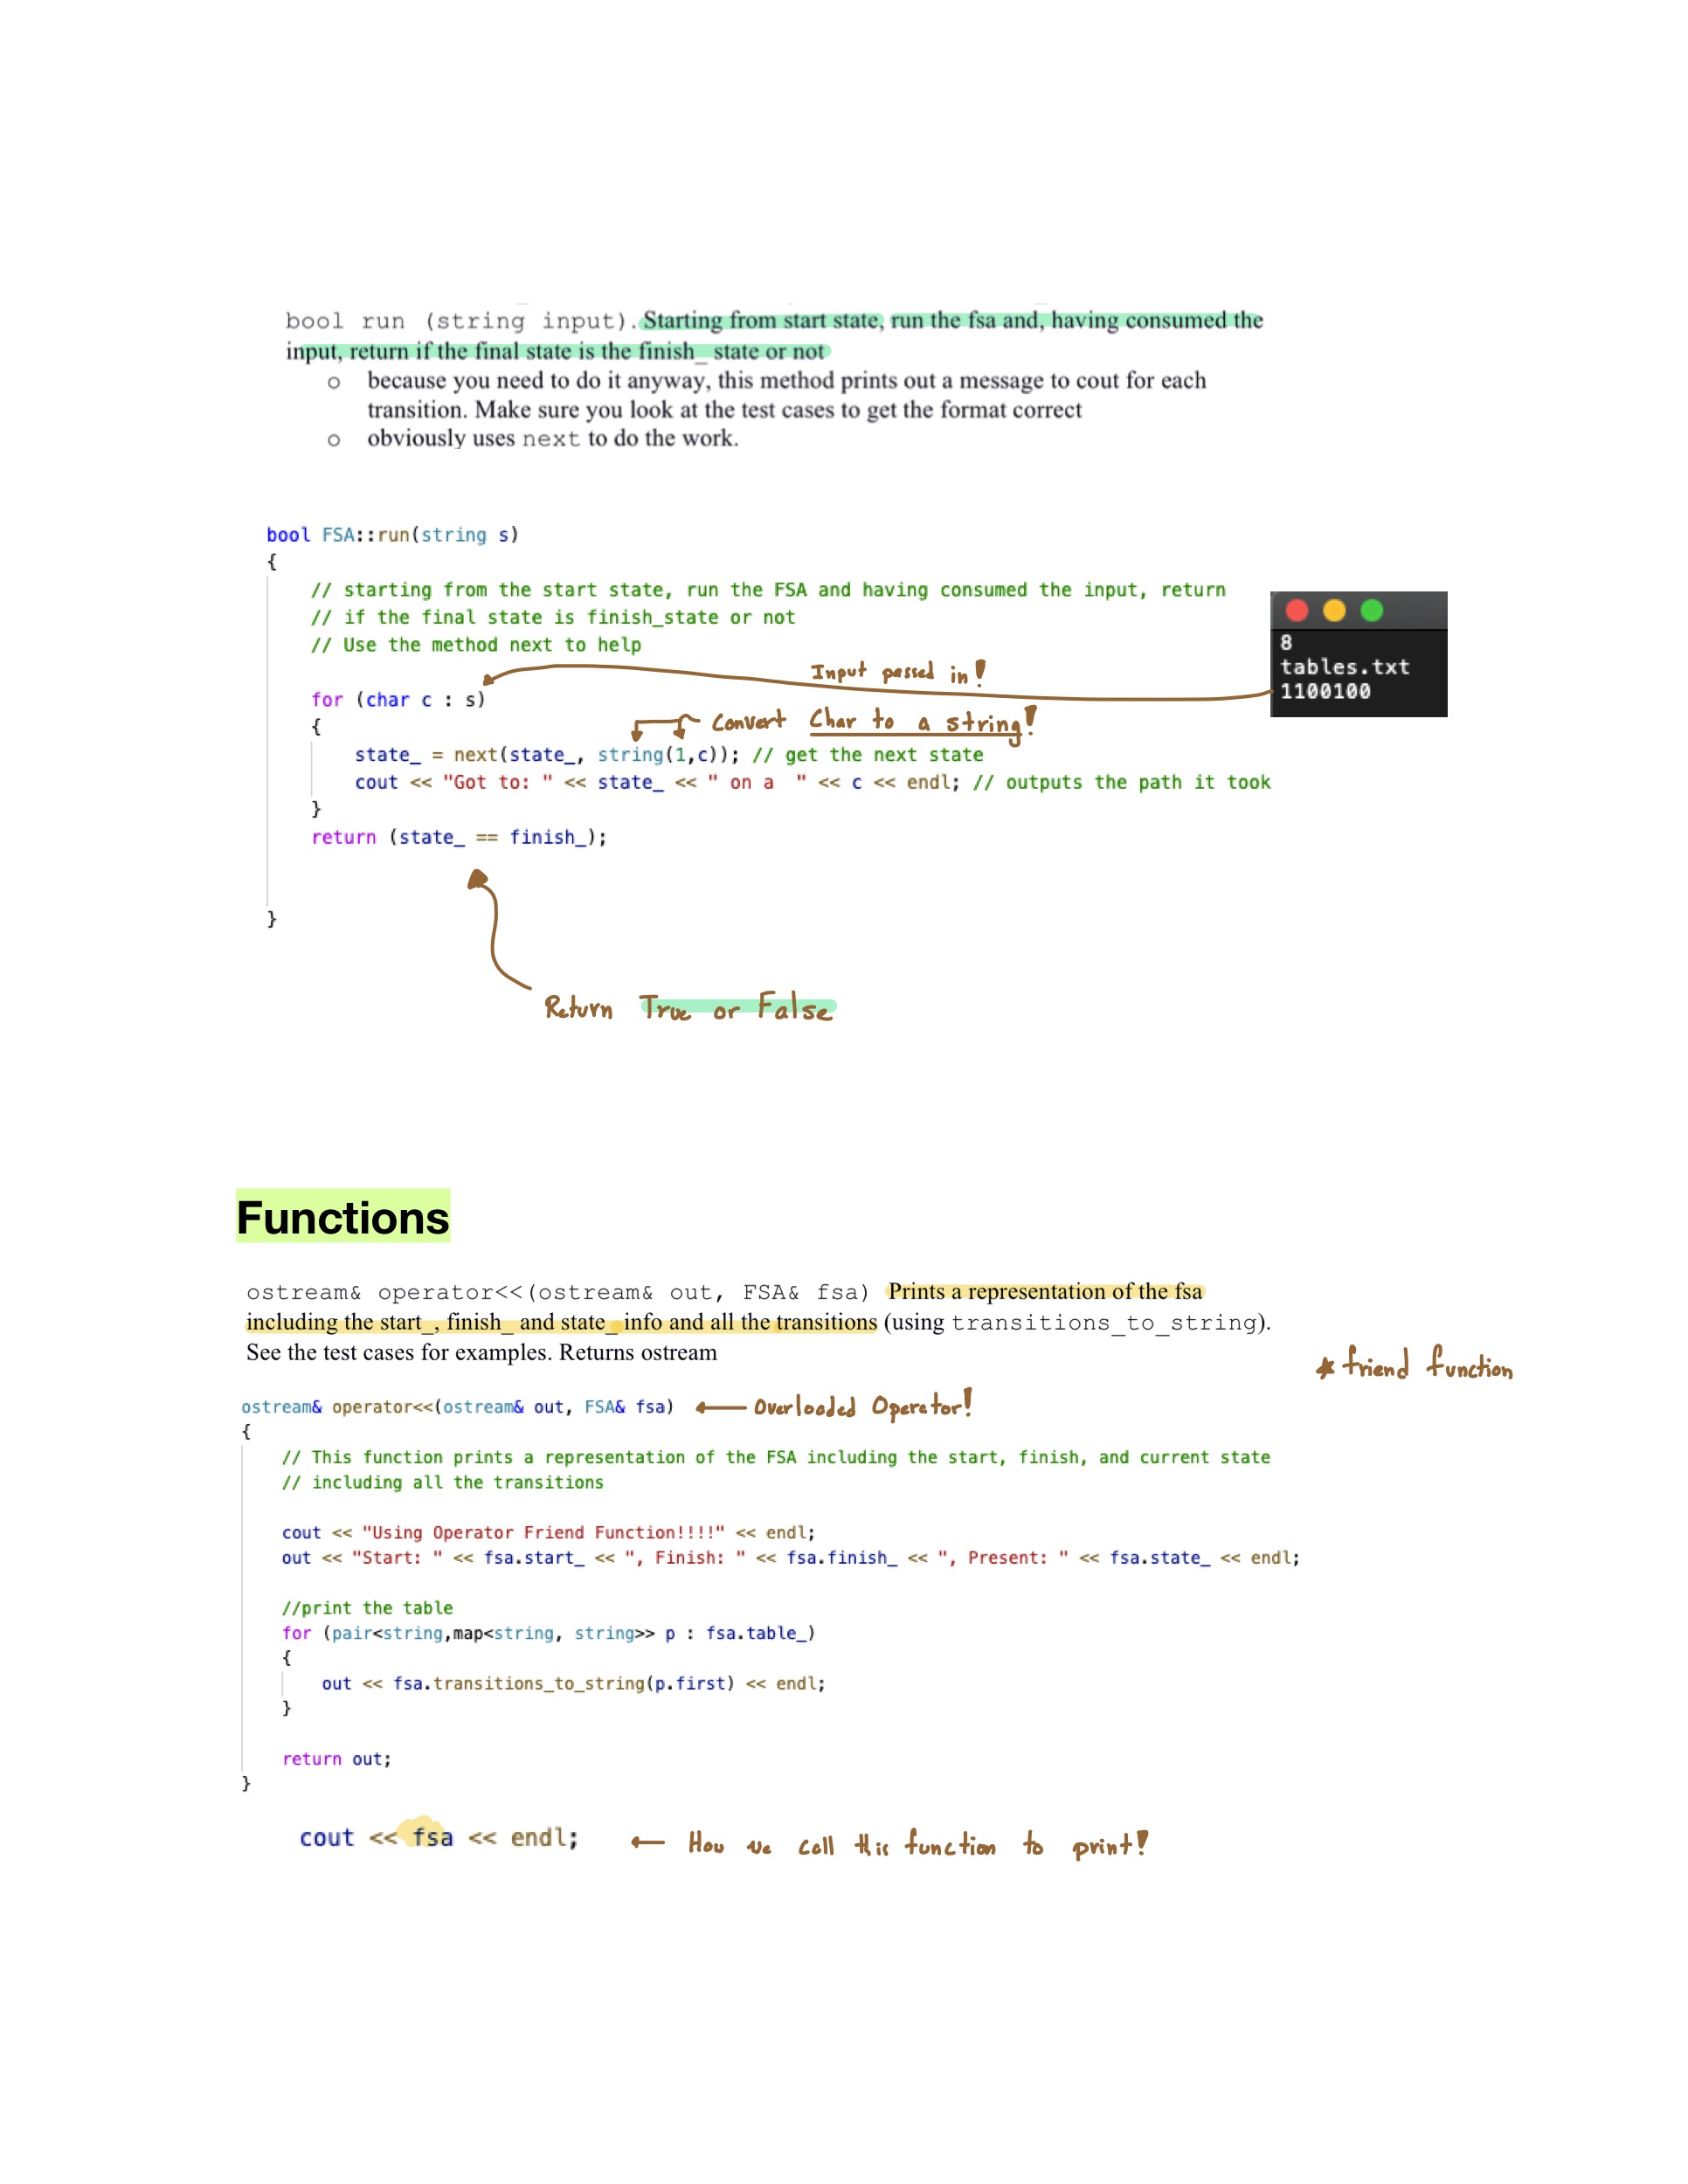 bool run (string input). Starting from start state, run the fsa and, having consumed the
input, return if the final state is the finish_ state or not
o because you need to do it anyway, this method prints out a message to cout for each
transition. Make sure you look at the test cases to get the format correct
o obviously uses next to do the work.
bool FSA::run(string s)
{
// starting from the start state, run the FSA and having consumed the input, return
// if the final state is finish_state or not
// Use the method next to help
8
tables.txt
1100100
Input passed in!
for (char c : s)
{
Convert Char to a string!
state_ = next(state_, string(1,c)); // get the next state
cout << "Got to: " << state_ << " on a  " << c << endl; // outputs the path it took
}
return (state_ == finish_);
}
Return True or False
Functions
ostream& operator<<(ostream& out, FSA& fsa) Prints a representation of the fsa
including the start_, finish_ and state_ info and all the transitions (using transitions_to_string).
See the test cases for examples. Returns ostream
* friend function
ostream& operator<<(ostream& out, FSA& fsa) ← Overloaded Operator!
{
// This function prints a representation of the FSA including the start, finish, and current state
// including all the transitions
cout << "Using Operator Friend Function!!!!" << endl;
out << "Start: " << fsa.start_ << ", Finish: " << fsa.finish_ << ", Present: " << fsa.state_ << endl;
//print the table
for (pair<string,map<string, string>> p : fsa.table_)
{
out << fsa.transitions_to_string(p.first) << endl;
}
return out;
}
cout << fsa << endl; ← How we call this function to print!